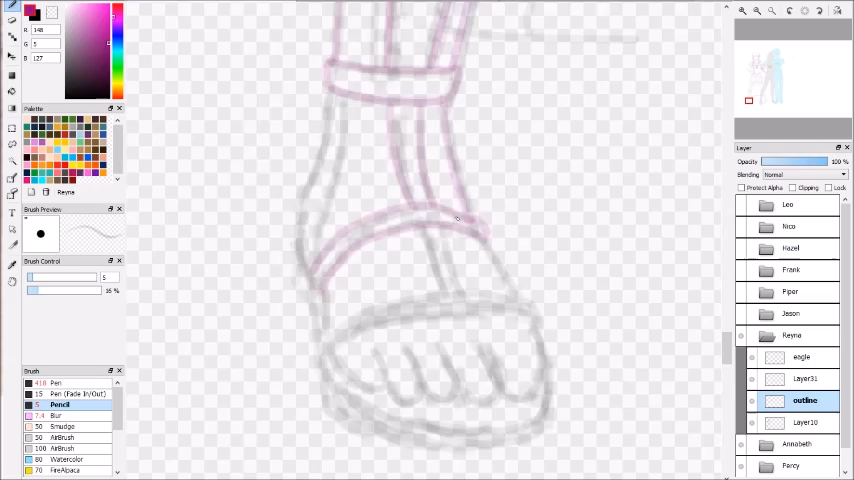 R
148
G
5
B
127
Palette
Reyna
Brush Preview
Brush Control
5
16 %
Brush
418 Pen
15 Pen (Fade In/Out)
5 Pencil
7.4 Blur
50 Smudge
50 AirBrush
100 AirBrush
80 Watercolor
70 FireAlpaca
Layer
Opacity 100 %
Blending Normal
Protect Alpha Clipping Lock
Leo
Nico
Hazel
Frank
Piper
Jason
Reyna
eagle
Layer31
outline
Layer10
Annabeth
Percy